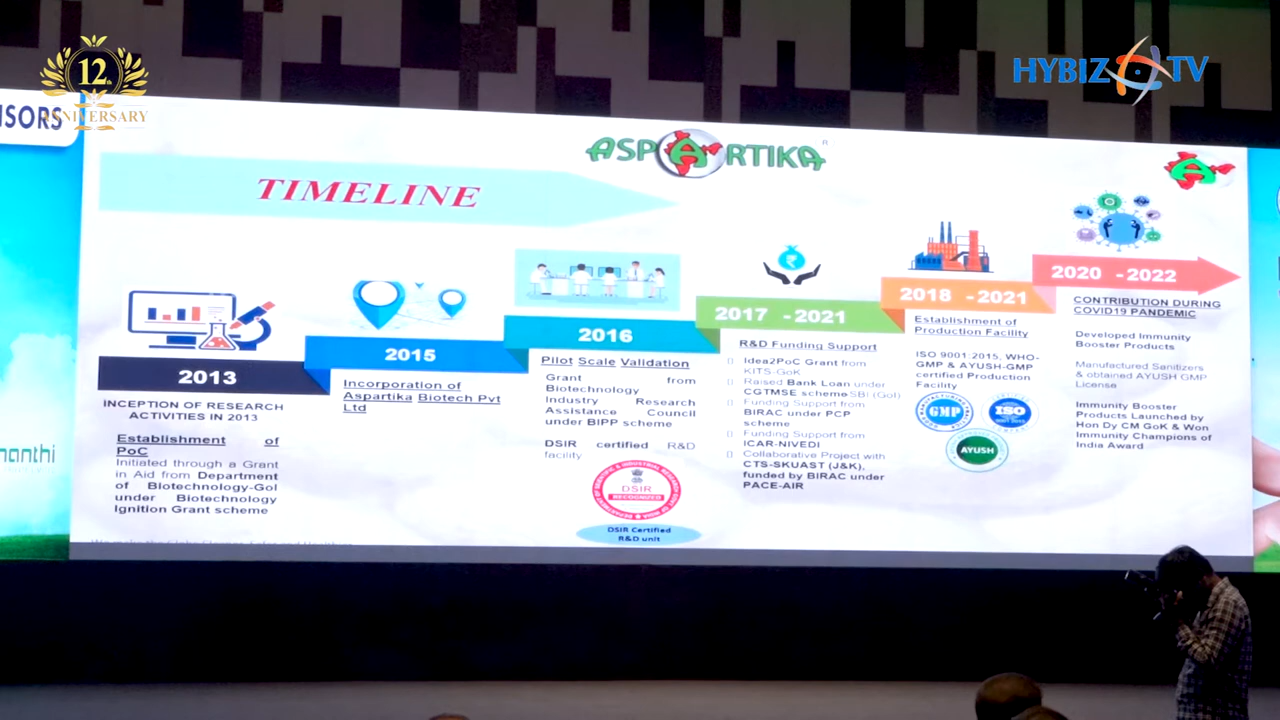 12
ANNIVERSARY
HYBIZ TV
ISORS
ASPARTIKA
R
TIMELINE
2013
INCEPTION OF RESEARCH
ACTIVITIES IN 2013
Establishment of
PoC
Initiated through a Grant
in Aid from Department
of Biotechnology-GoI
under Biotechnology
Ignition Grant scheme
2015
Incorporation of
Aspartika Biotech Pvt
Ltd
2016
Pilot Scale Validation
Grant from
Biotechnology
Industry Research
Assistance Council
under BIPP scheme
DSIR certified R&D
facility
DSIR
RECOGNIZED
DSIR Certified
R&D unit
2017 - 2021
R&D Funding Support
Idea2PoC Grant from
KITS-GoK
Raised Bank Loan under
CGTMSE scheme SBI (GoI)
Funding Support from
BIRAC under PCP
scheme
Funding Support from
ICAR-NIVEDI
Collaborative Project with
CTS-SKUAST (J&K),
funded by BIRAC under
PACE-AIR
2018 - 2021
Establishment of
Production Facility
ISO 9001:2015, WHO-
GMP & AYUSH-GMP
certified Production
Facility
GMP
ISO
AYUSH
2020 - 2022
CONTRIBUTION DURING
COVID19 PANDEMIC
Developed Immunity
Booster Products
Manufactured Sanitizers
& obtained AYUSH GMP
License
Immunity Booster
Products Launched by
Hon Dy CM GoK & Won
Immunity Champions of
India Award
manthi